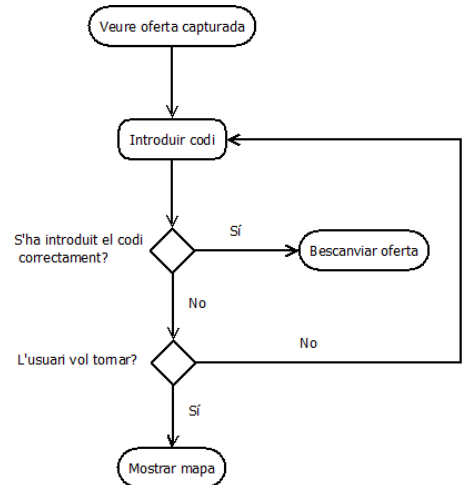 Veure oferta capturada
Introduir codi
S'ha introduit el codi
correctament?
Sí
Bescanviar oferta
No
L'usuari vol tornar?
No
Sí
Mostrar mapa